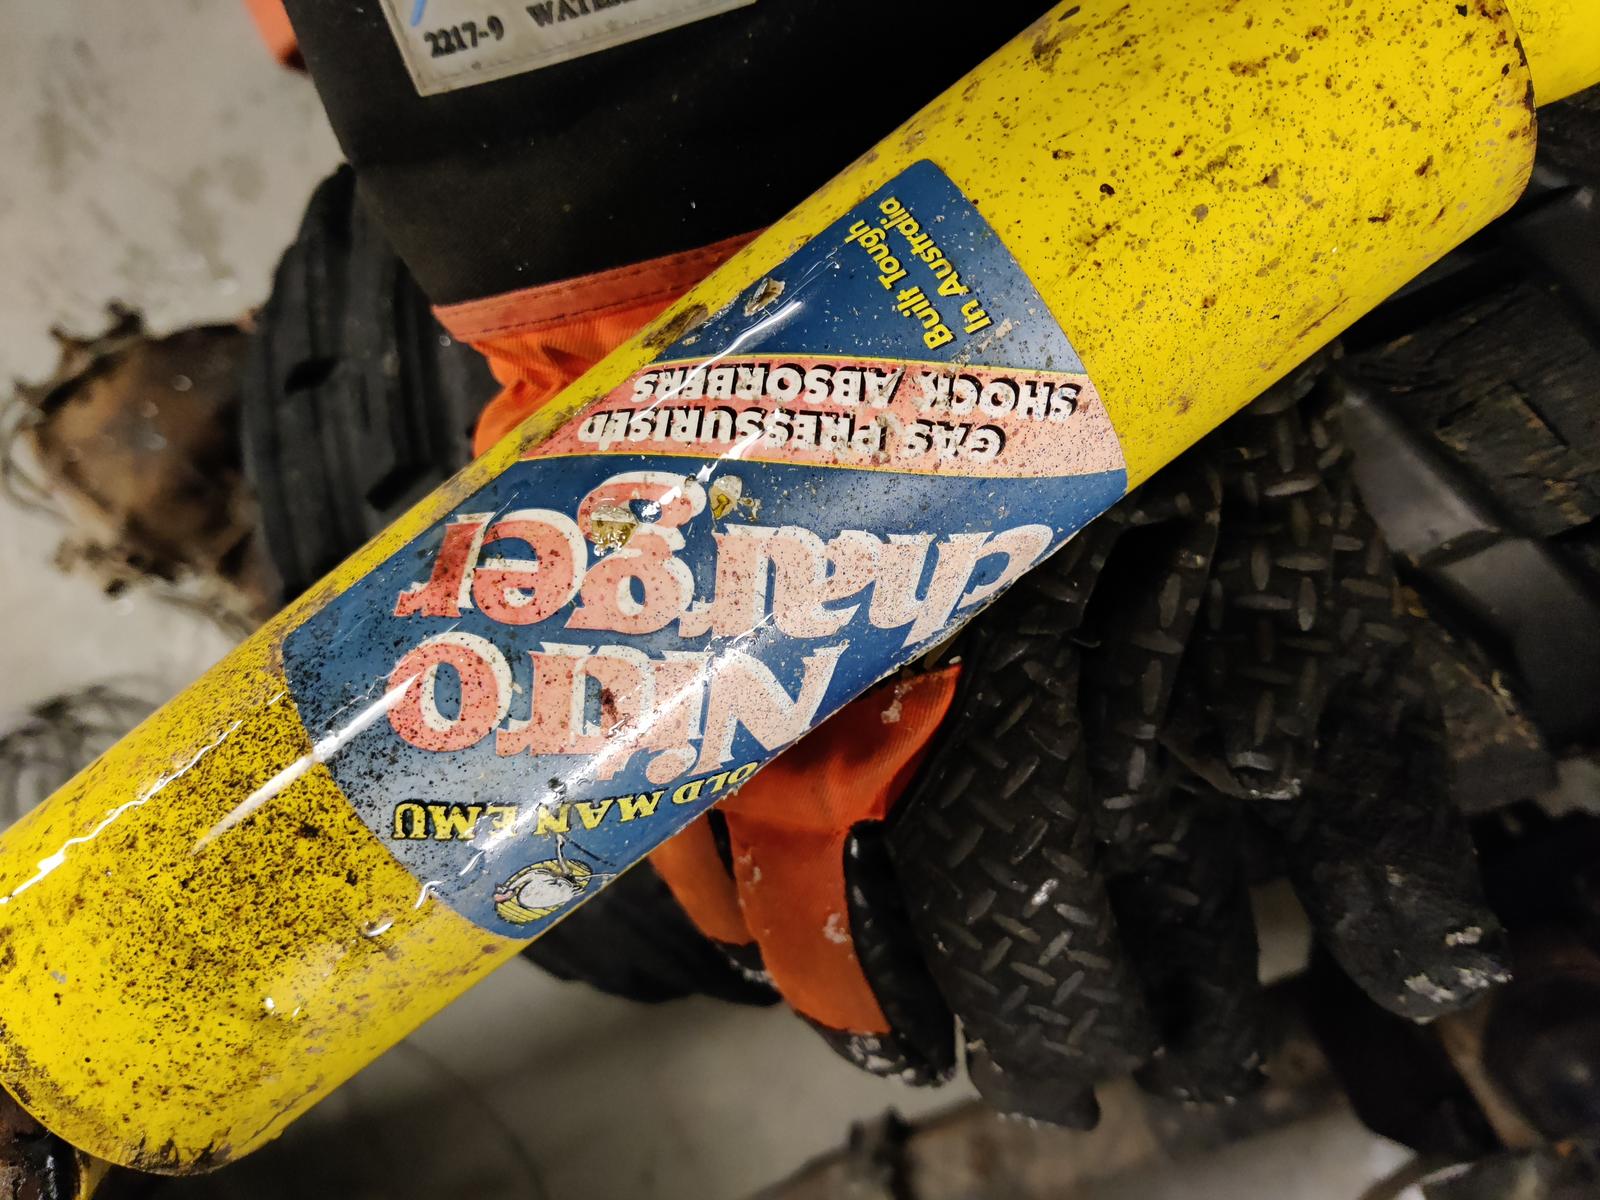 2217-9
OLD MAN EMU
Nitro
charger
GAS PRESSURISED
SHOCK ABSORBERS
Built Tough
In Australia